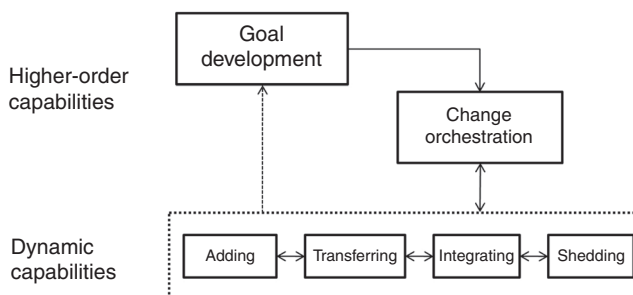 Goal
development
Higher-order
capabilities
Change
orchestration
Dynamic
capabilities
Adding
Transferring
Integrating
Shedding